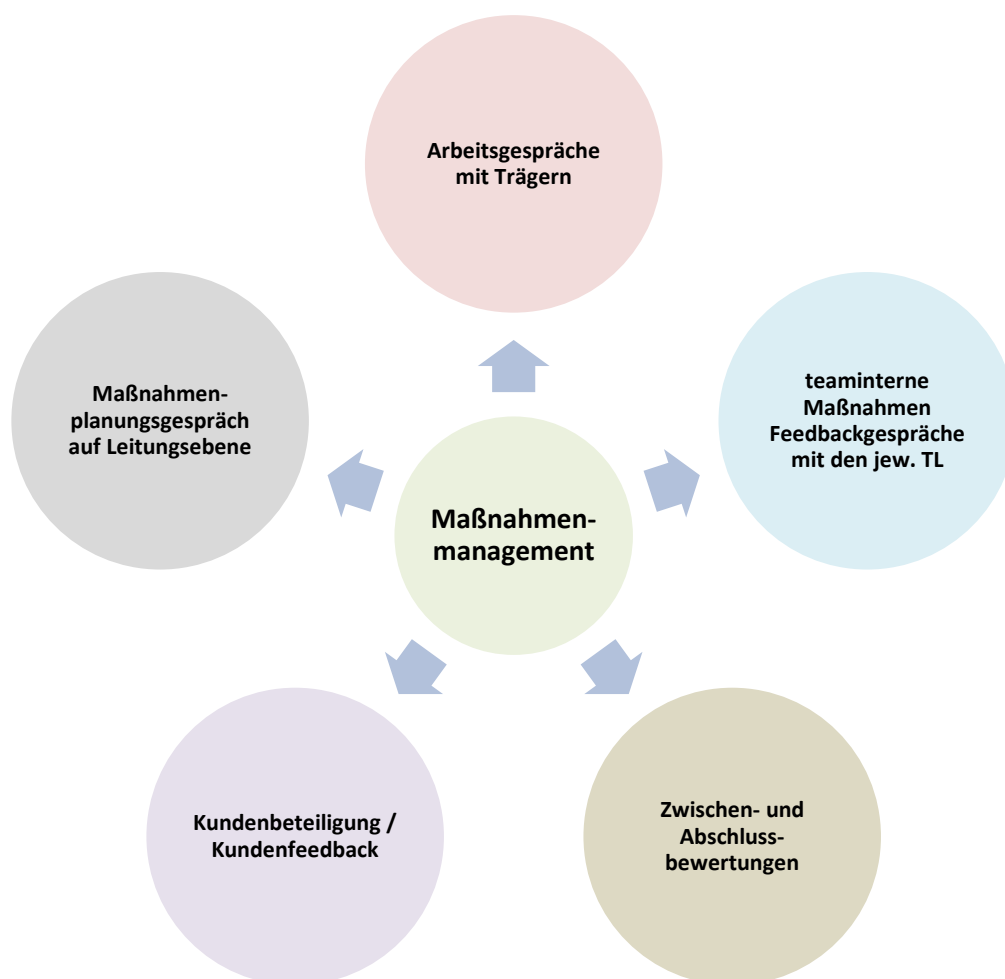 Arbeitsgespräche
mit Trägern
teaminterne
Maßnahmen
Feedbackgespräche
mit den jew. TL
Zwischen- und
Abschluss-
bewertungen
Kundenbeteiligung /
Kundenfeedback
Maßnahmen-
planungsgespräch
auf Leitungsebene
Maßnahmen-
management